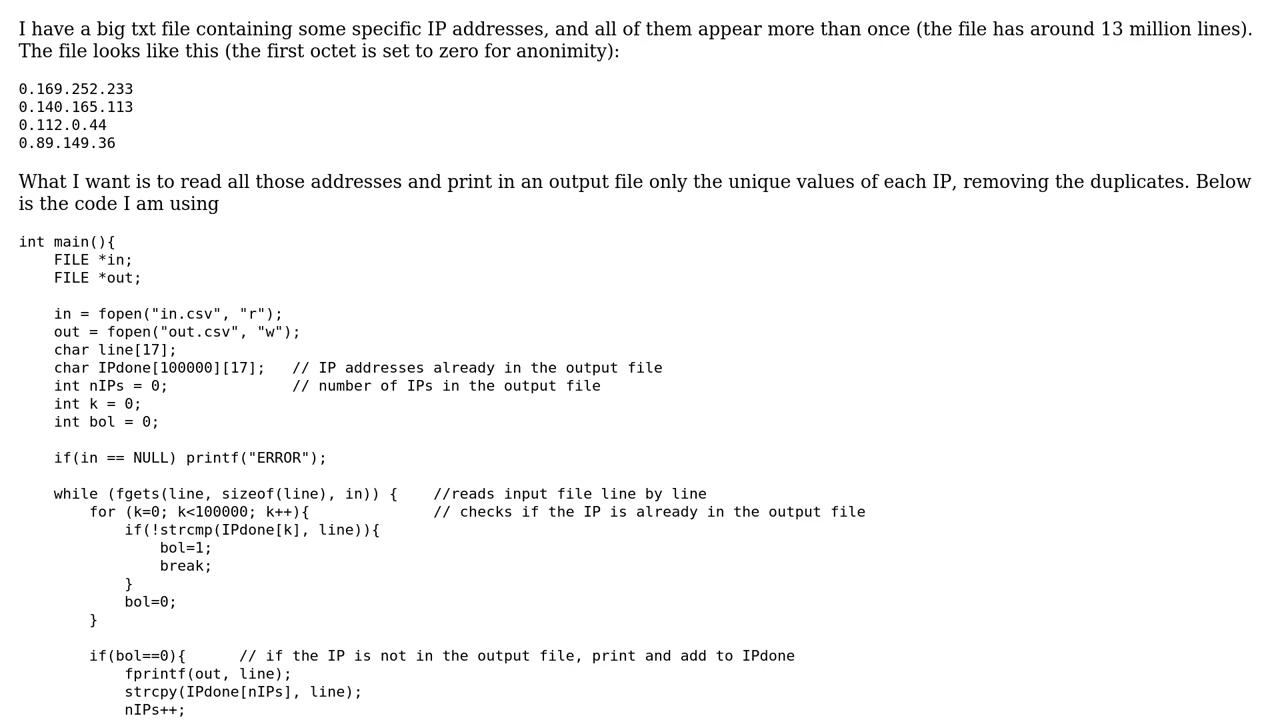 I have a big txt file containing some specific IP addresses, and all of them appear more than once (the file has around 13 million lines).
The file looks like this (the first octet is set to zero for anonimity):
0.169.252.233
0.140.165.113
0.112.0.44
0.89.149.36
What I want is to read all those addresses and print in an output file only the unique values of each IP, removing the duplicates. Below
is the code I am using
int main(){
    FILE *in;
    FILE *out;
    in = fopen("in.csv", "r");
    out = fopen("out.csv", "w");
    char line[17];
    char IPdone[100000][17];   // IP addresses already in the output file
    int nIPs = 0;              // number of IPs in the output file
    int k = 0;
    int bol = 0;
    if(in == NULL) printf("ERROR");
    while (fgets(line, sizeof(line), in)) {    //reads input file line by line
        for (k=0; k<100000; k++){              // checks if the IP is already in the output file
            if(!strcmp(IPdone[k], line)){
                bol=1;
                break;
            }
            bol=0;
        }
        if(bol==0){      // if the IP is not in the output file, print and add to IPdone
            fprintf(out, line);
            strcpy(IPdone[nIPs], line);
            nIPs++;